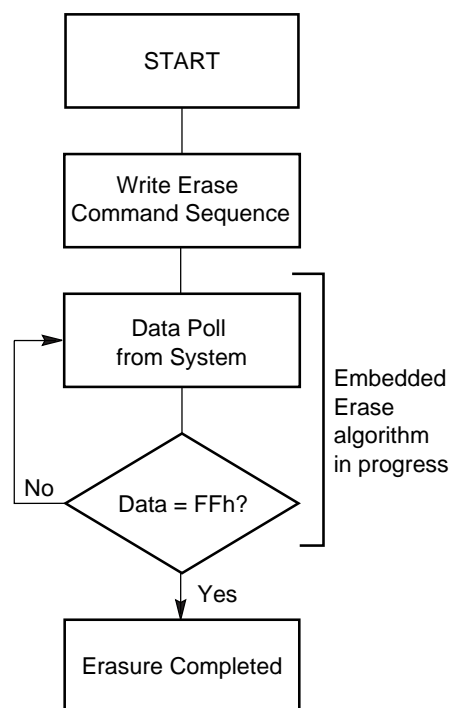 START
Write Erase
Command Sequence
Data Poll
from System
Embedded
Erase
algorithm
in progress
No
Data = FFh?
Yes
Erasure Completed